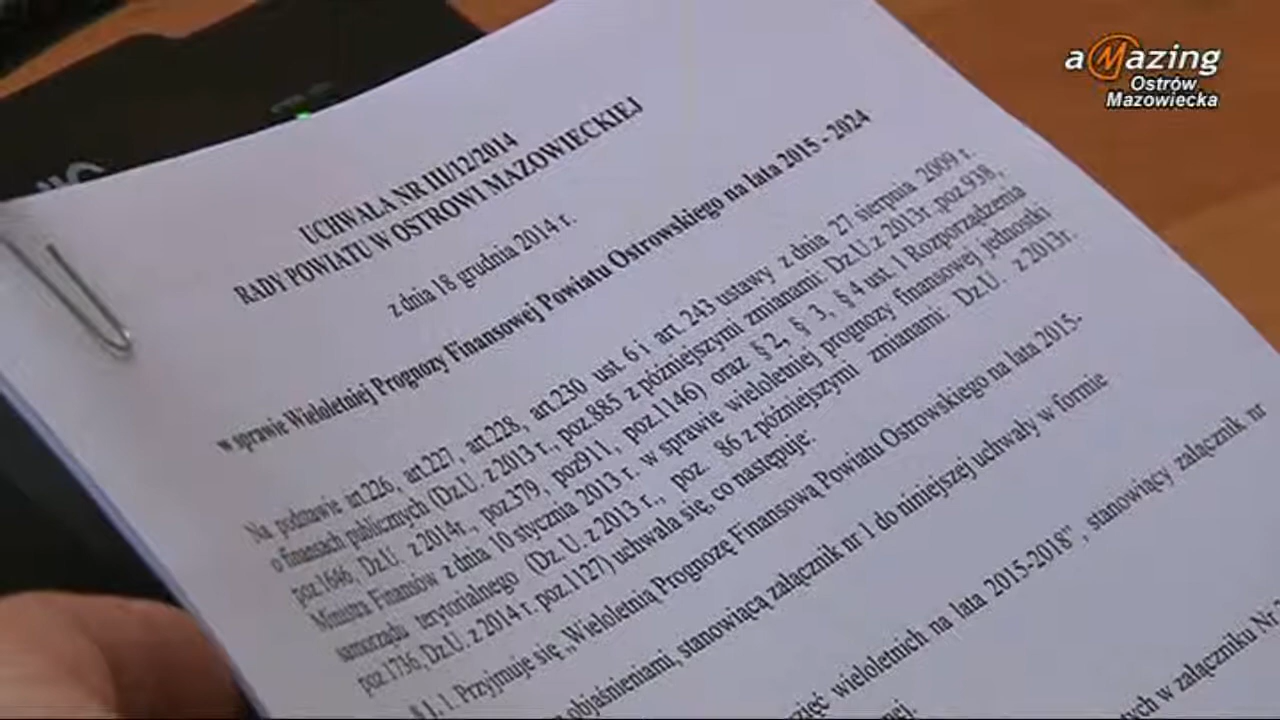 aMazing
Ostrów
Mazowiecka
UCHWAŁA NR III/12/2014
RADY POWIATU W OSTROWI MAZOWIECKIEJ
z dnia 18 grudnia 2014 r.
w sprawie Wieloletniej Prognozy Finansowej Powiatu Ostrowskiego na lata 2015 - 2024
Na podstawie art.226, art.227, art.228, art.230 ust. 6 i art. 243 ustawy z dnia 27 sierpnia 2009 r.
o finansach publicznych (Dz.U. z 2013 r., poz.885 z późniejszymi zmianami: Dz.U.z 2013r .poz.938,
poz.1646, Dz.U. z 2014r., poz.379, poz911, poz.1146) oraz § 2, § 3, § 4 ust. 1 Rozporządzenia
Ministra Finansów z dnia 10 stycznia 2013 r. w sprawie wieloletniej prognozy finansowej jednostki
samorządu terytorialnego (Dz. U. z 2013 r., poz. 86 z późniejszymi zmianami: Dz.U. z 2013r.
poz.1736, Dz.U. z 2014 r. poz.1127) uchwala się, co następuje:
§ 1. 1. Przyjmuje się „Wieloletnią Prognozę Finansową Powiatu Ostrowskiego na lata 2015-
objaśnieniami, stanowiącą załącznik nr 1 do niniejszej uchwały w formie
wieloletnich na lata 2015-2018", stanowiący załącznik nr
w załączniku Nr